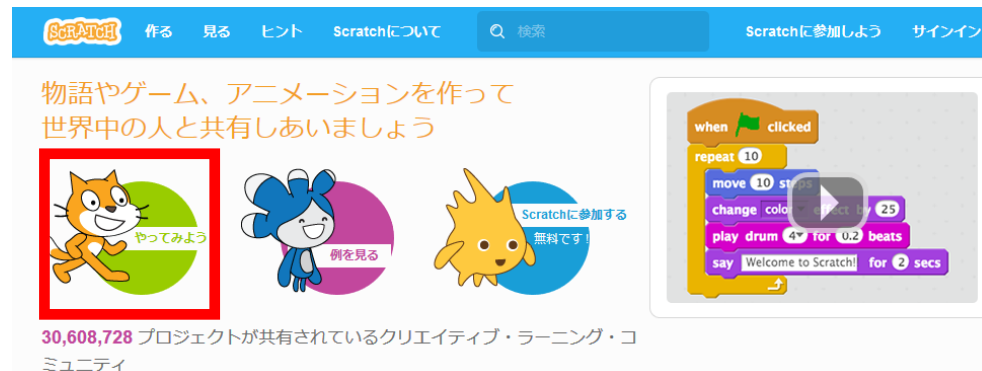 SCRATCH 作る 見る ヒント Scratchについて 検索 Scratchに参加しよう サインイン
物語やゲーム、アニメーションを作って
世界中の人と共有しあいましょう
やってみよう
例を見る
Scratchに参加する
無料です!
when clicked
repeat 10
move 10 steps
change color effect by 25
play drum 4 for 0.2 beats
say Welcome to Scratch! for 2 secs
30,608,728 プロジェクトが共有されているクリエイティブ・ラーニング・コ
ミュニティ